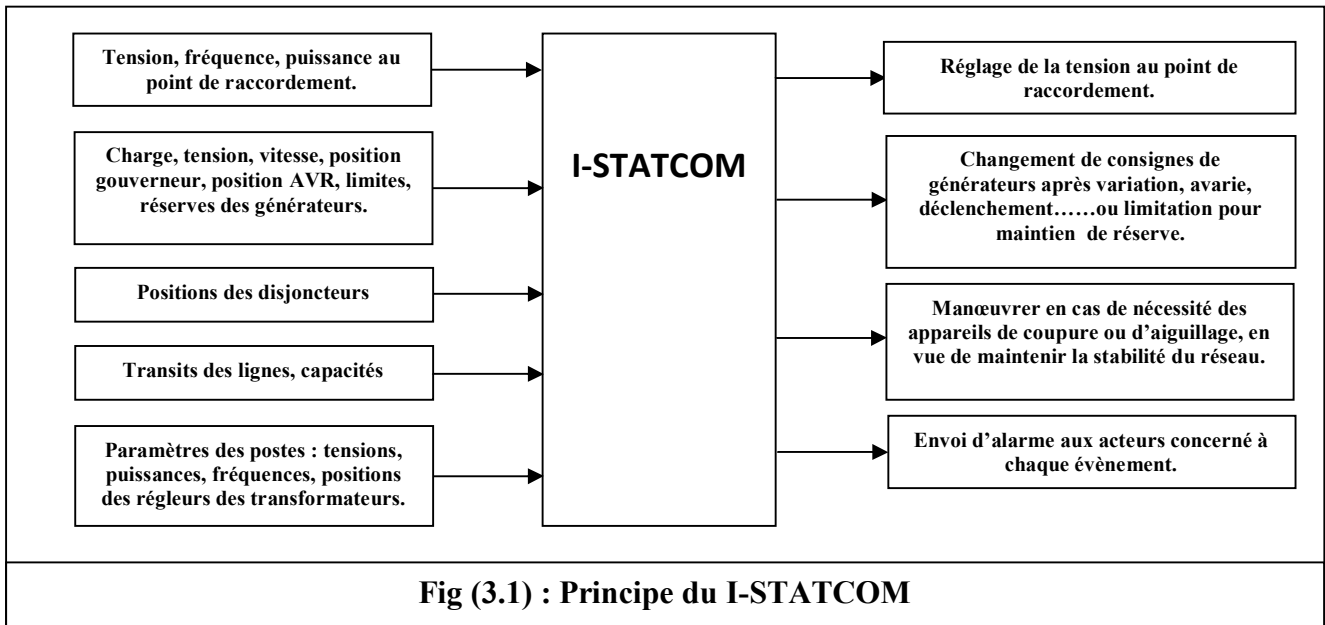 Tension, fréquence, puissance au
point de raccordement.
Charge, tension, vitesse, position
gouverneur, position AVR, limites,
réserves des générateurs.
Positions des disjoncteurs
Transits des lignes, capacités
Paramètres des postes : tensions,
puissances, fréquences, positions
des régleurs des transformateurs.
I-STATCOM
Réglage de la tension au point de
raccordement.
Changement de consignes de
générateurs après variation, avarie,
déclenchement……ou limitation pour
maintien de réserve.
Manœuvrer en cas de nécessité des
appareils de coupure ou d’aiguillage, en
vue de maintenir la stabilité du réseau.
Envoi d’alarme aux acteurs concerné à
chaque évènement.
Fig (3.1) : Principe du I-STATCOM